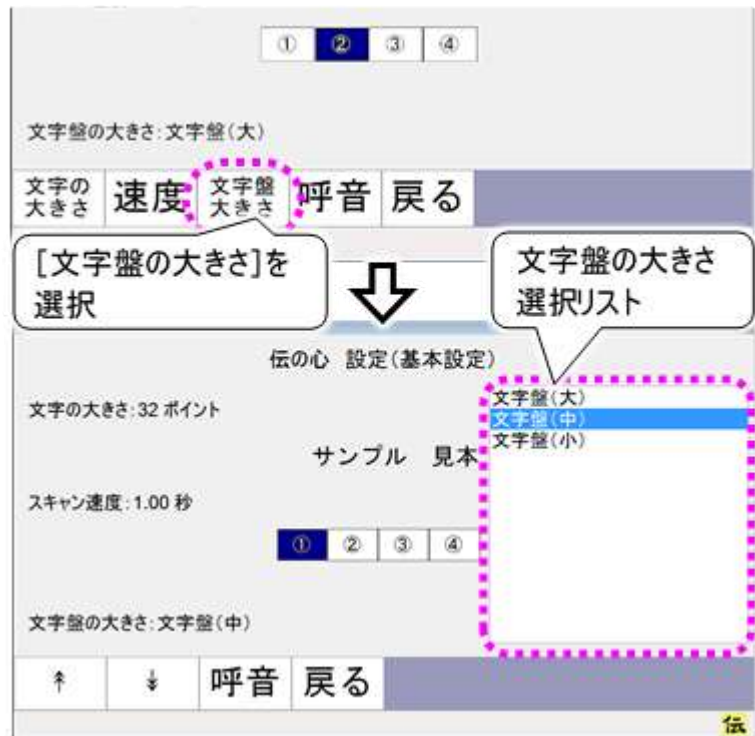 ① ② ③ ④
文字盤の大きさ:文字盤(大)
文字の
大きさ
速度
文字盤
大きさ
呼音
戻る
[文字盤の大きさ]を
選択
文字盤の大きさ
選択リスト
伝の心 設定(基本設定)
文字の大きさ:32 ポイント
文字盤(大)
文字盤(中)
文字盤(小)
サンプル 見本
スキャン速度:1.00 秒
① ② ③ ④
文字盤の大きさ:文字盤(中)
↟ ↡ 呼音 戻る
伝